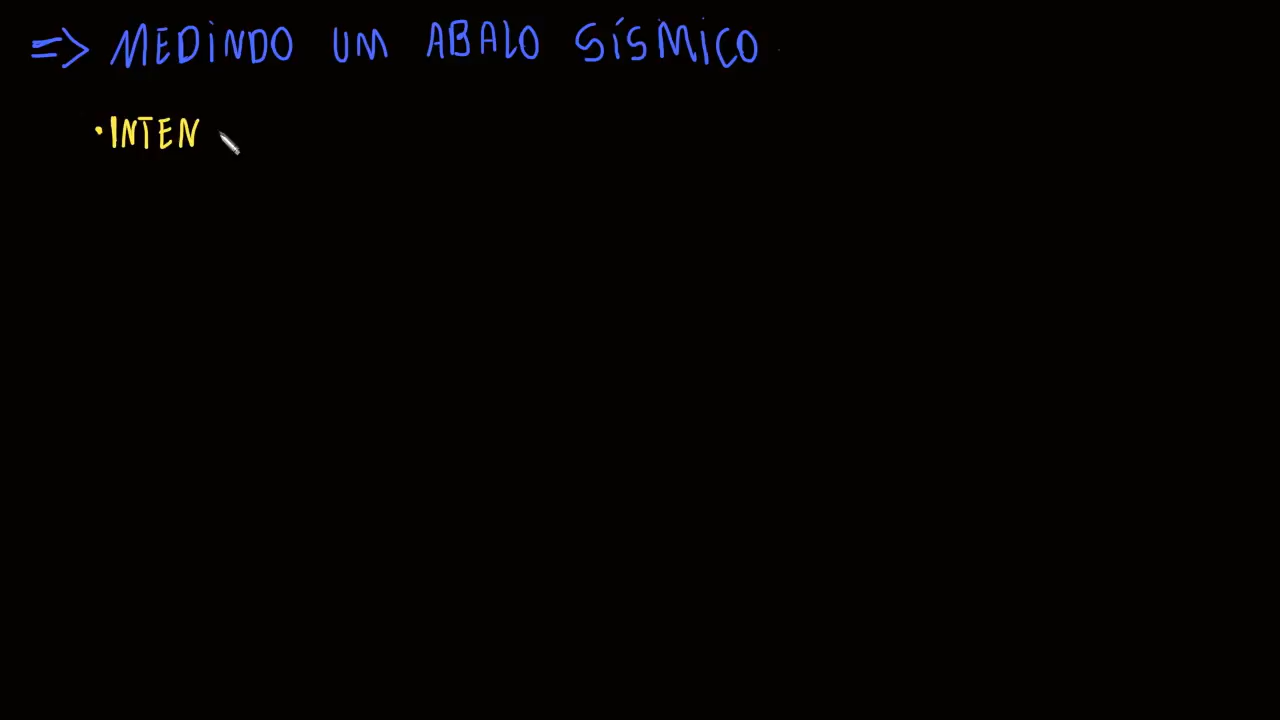 => MEDINDO UM ABALO SÍSMICO
• INTEN